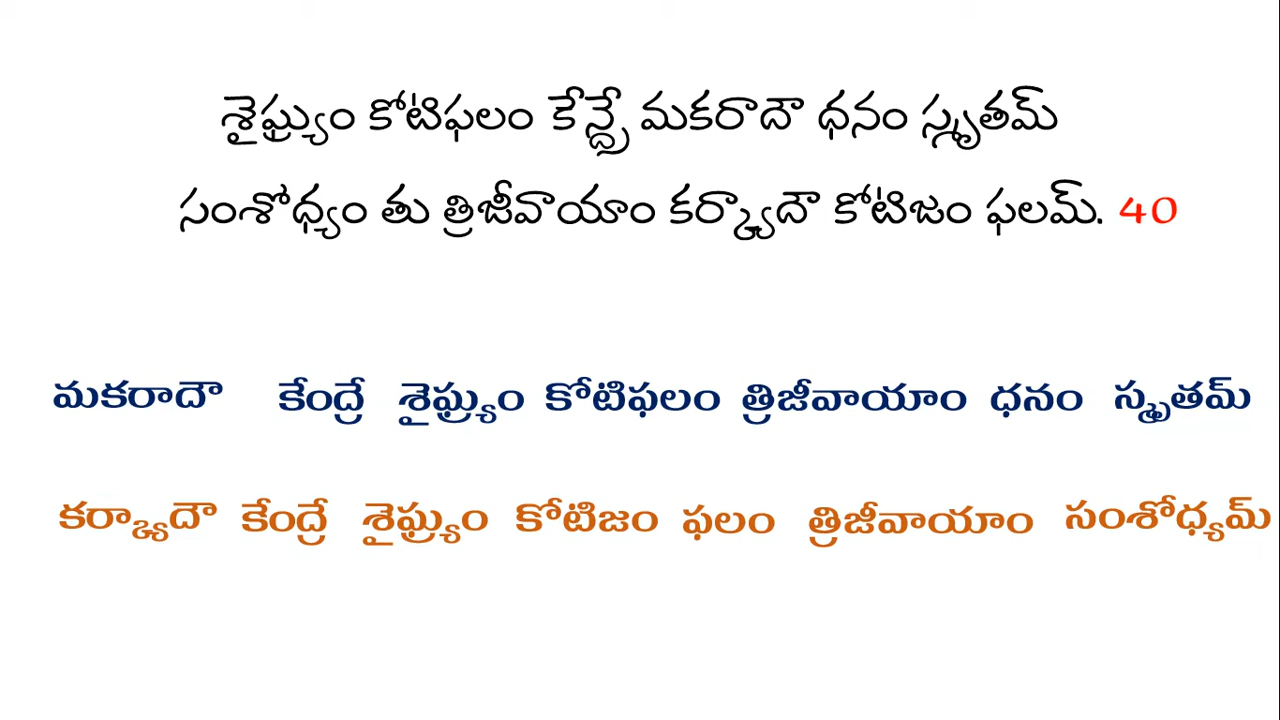 శైఘ్ర్యం కోటిఫలం కేన్ద్రే మకరాదౌ ధనం స్మృతమ్
సంశోధ్యం తు త్రిజీవాయాం కర్క్యాదౌ కోటిజం ఫలమ్. 40
మకరాదౌ కేంద్రే శైఘ్ర్యం కోటిఫలం త్రిజీవాయాం ధనం స్మృతమ్
కర్క్యాదౌ కేంద్రే శైఘ్ర్యం కోటిజం ఫలం త్రిజీవాయాం సంశోధ్యమ్